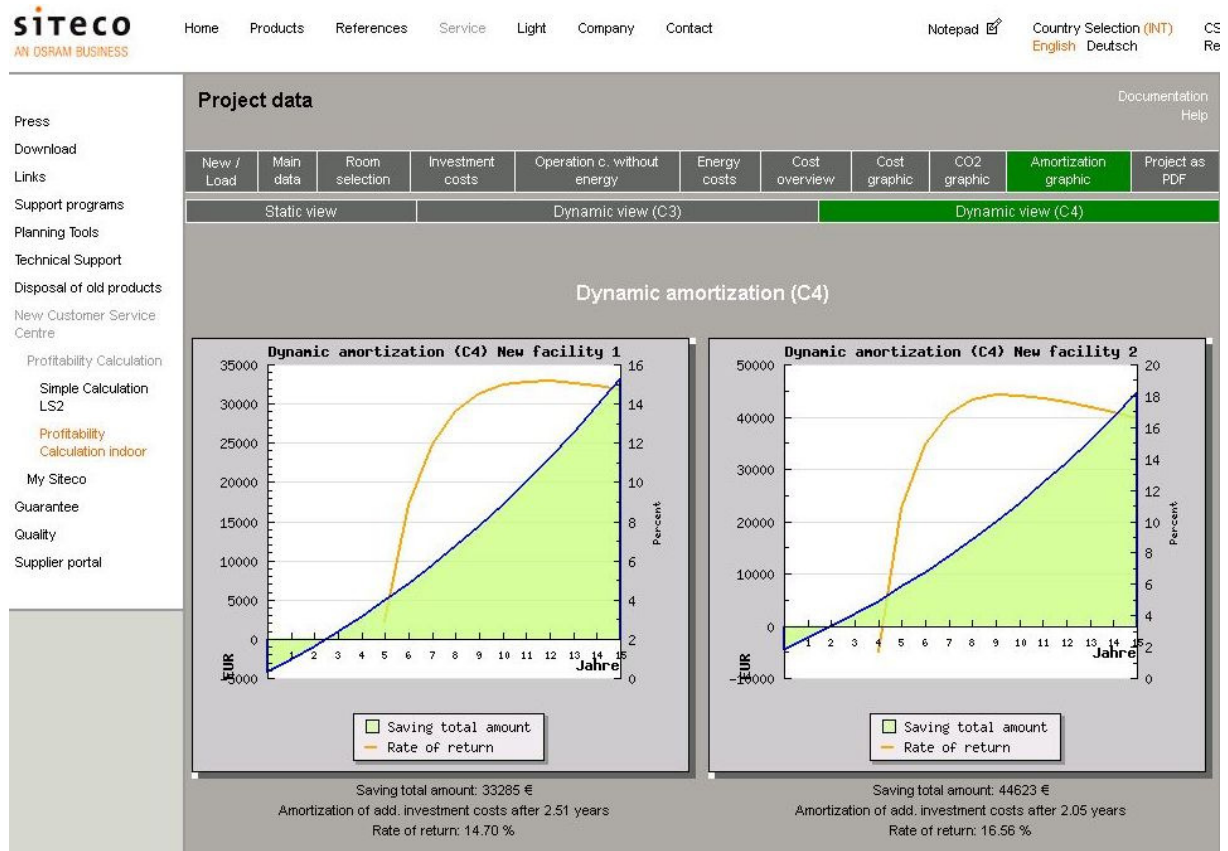 siteco
AN OSRAM BUSINESS
Home Products References Service Light Company Contact
Notepad
Country Selection (INT)
English Deutsch
CS
Re
Press
Download
Links
Support programs
Planning Tools
Technical Support
Disposal of old products
New Customer Service
Centre
Profitability Calculation
Simple Calculation
LS2
Profitability
Calculation indoor
My Siteco
Guarantee
Quality
Supplier portal
Project data
Documentation
Help
New /
Load
Main
data
Room
selection
Investment
costs
Operation c. without
energy
Energy
costs
Cost
overview
Cost
graphic
CO2
graphic
Amortization
graphic
Project as
PDF
Static view
Dynamic view (C3)
Dynamic view (C4)
Dynamic amortization (C4)
Dynamic amortization (C4) New facility 1
35000
30000
25000
20000
15000
10000
5000
0
-5000
EUR
16
14
12
10
8
6
4
2
0
Percent
1 2 3 4 5 6 7 8 9 10 11 12 13 14 15
Jahre
Saving total amount
Rate of return
Saving total amount: 33285 €
Amortization of add. investment costs after 2.51 years
Rate of return: 14.70 %
Dynamic amortization (C4) New facility 2
50000
40000
30000
20000
10000
0
-10000
EUR
20
18
16
14
12
10
8
6
4
2
0
Percent
1 2 3 4 5 6 7 8 9 10 11 12 13 14 15
Jahre
Saving total amount
Rate of return
Saving total amount: 44623 €
Amortization of add. investment costs after 2.05 years
Rate of return: 16.56 %